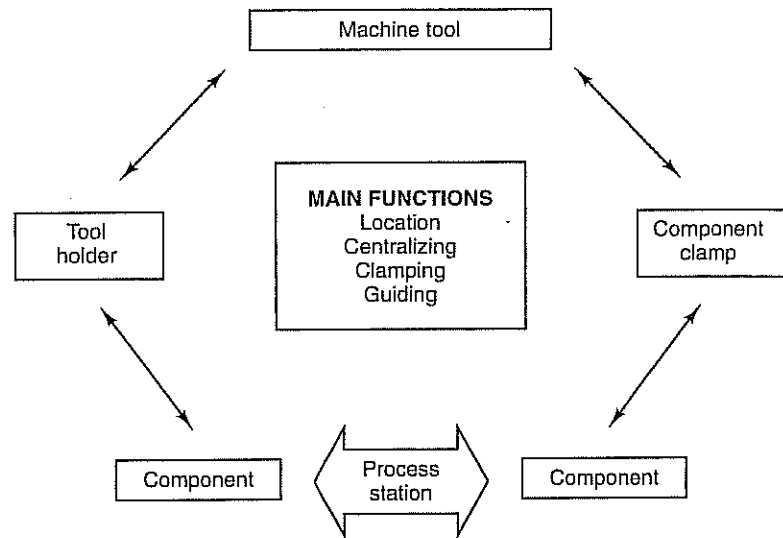 Machine tool
MAIN FUNCTIONS
Location
Centralizing
Clamping
Guiding
Tool
holder
Component
clamp
Component
Process
station
Component